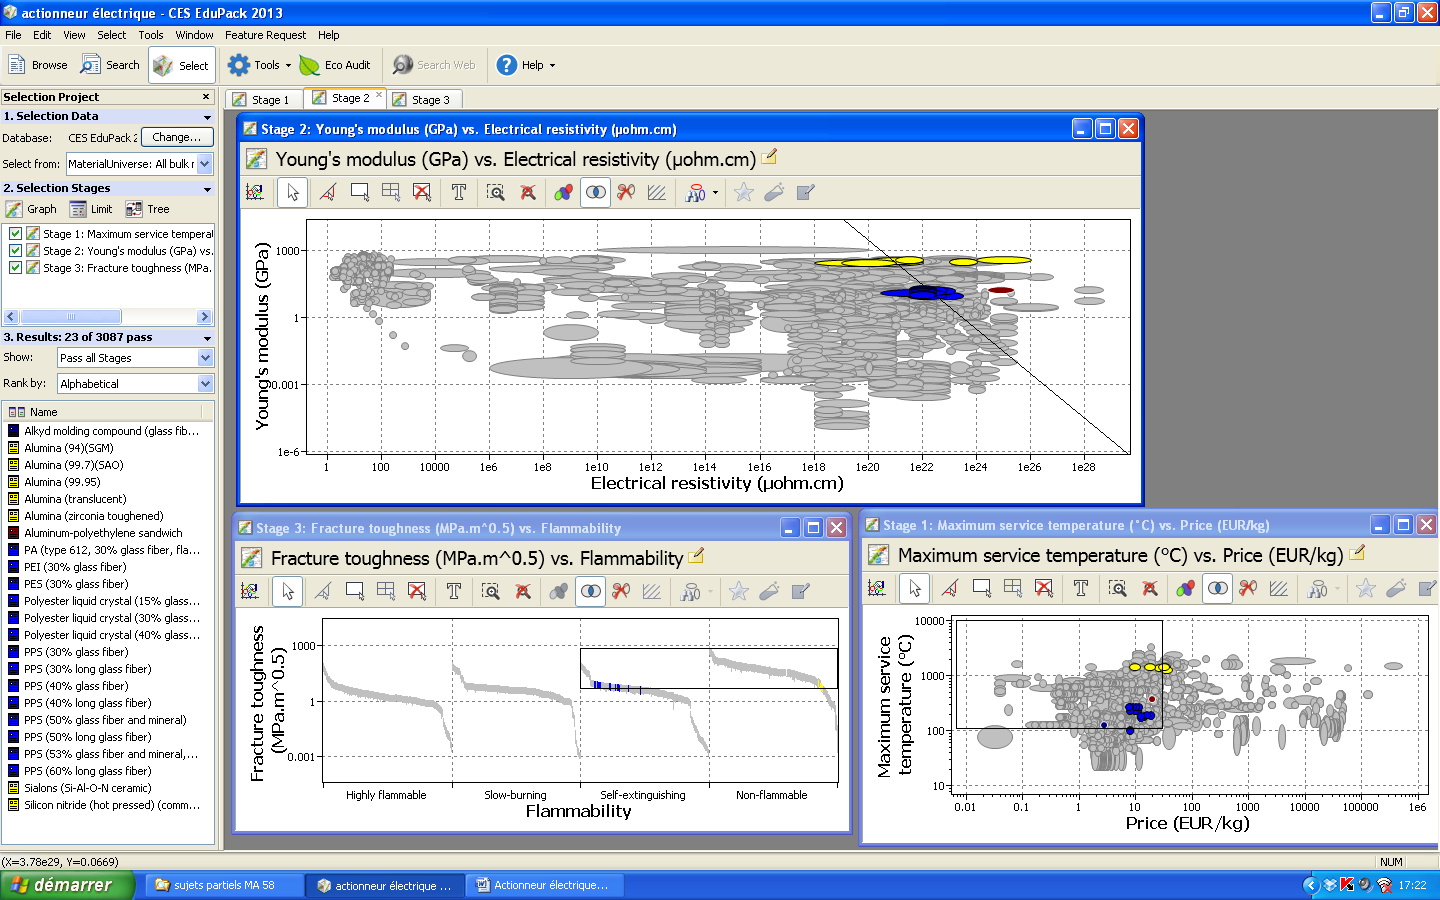 actionneur électrique - CES EduPack 2013
File Edit View Select Tools Window Feature Request Help
Browse Search Select Tools Eco Audit Search Web Help
Selection Project
1. Selection Data
Database: CES EduPack 2 Change...
Select from: MaterialUniverse: All bulk r
2. Selection Stages
Graph Limit Tree
Stage 1: Maximum service temperat
Stage 2: Young's modulus (GPa) vs.
Stage 3: Fracture toughness (MPa.
3. Results: 23 of 3087 pass
Show: Pass all Stages
Rank by: Alphabetical
Name
Alkyd molding compound (glass fib...
Alumina (94)(SGM)
Alumina (99.7)(SAO)
Alumina (99.95)
Alumina (translucent)
Alumina (zirconia toughened)
Aluminum-polyethylene sandwich
PA (type 612, 30% glass fiber, fla...
PEI (30% glass fiber)
PES (30% glass fiber)
Polyester liquid crystal (15% glass...
Polyester liquid crystal (30% glass...
Polyester liquid crystal (40% glass...
PPS (30% glass fiber)
PPS (30% long glass fiber)
PPS (40% glass fiber)
PPS (40% long glass fiber)
PPS (50% glass fiber and mineral)
PPS (50% long glass fiber)
PPS (53% glass fiber and mineral,...
PPS (60% long glass fiber)
Sialons (Si-Al-O-N ceramic)
Silicon nitride (hot pressed) (comm...
Stage 1 Stage 2 Stage 3
Stage 2: Young's modulus (GPa) vs. Electrical resistivity (µohm.cm)
Young's modulus (GPa) vs. Electrical resistivity (µohm.cm)
Young's modulus (GPa)
1000
1
0.001
1e-6
1 100 10000 1e6 1e8 1e10 1e12 1e14 1e16 1e18 1e20 1e22 1e24 1e26 1e28
Electrical resistivity (µohm.cm)
Stage 3: Fracture toughness (MPa.m^0.5) vs. Flammability
Fracture toughness (MPa.m^0.5) vs. Flammability
Fracture toughness
(MPa.m^0.5)
1000
1
0.001
Highly flammable Slow-burning Self-extinguishing Non-flammable
Flammability
Stage 1: Maximum service temperature (°C) vs. Price (EUR/kg)
Maximum service temperature (°C) vs. Price (EUR/kg)
Maximum service
temperature (°C)
10000
1000
100
10
0.01 0.1 1 10 100 1000 10000 100000 1e6
Price (EUR/kg)
(X=3.78e29, Y=0.0669) NUM
démarrer sujets partiels MA 58 actionneur électrique ... Actionneur électrique... 17:22